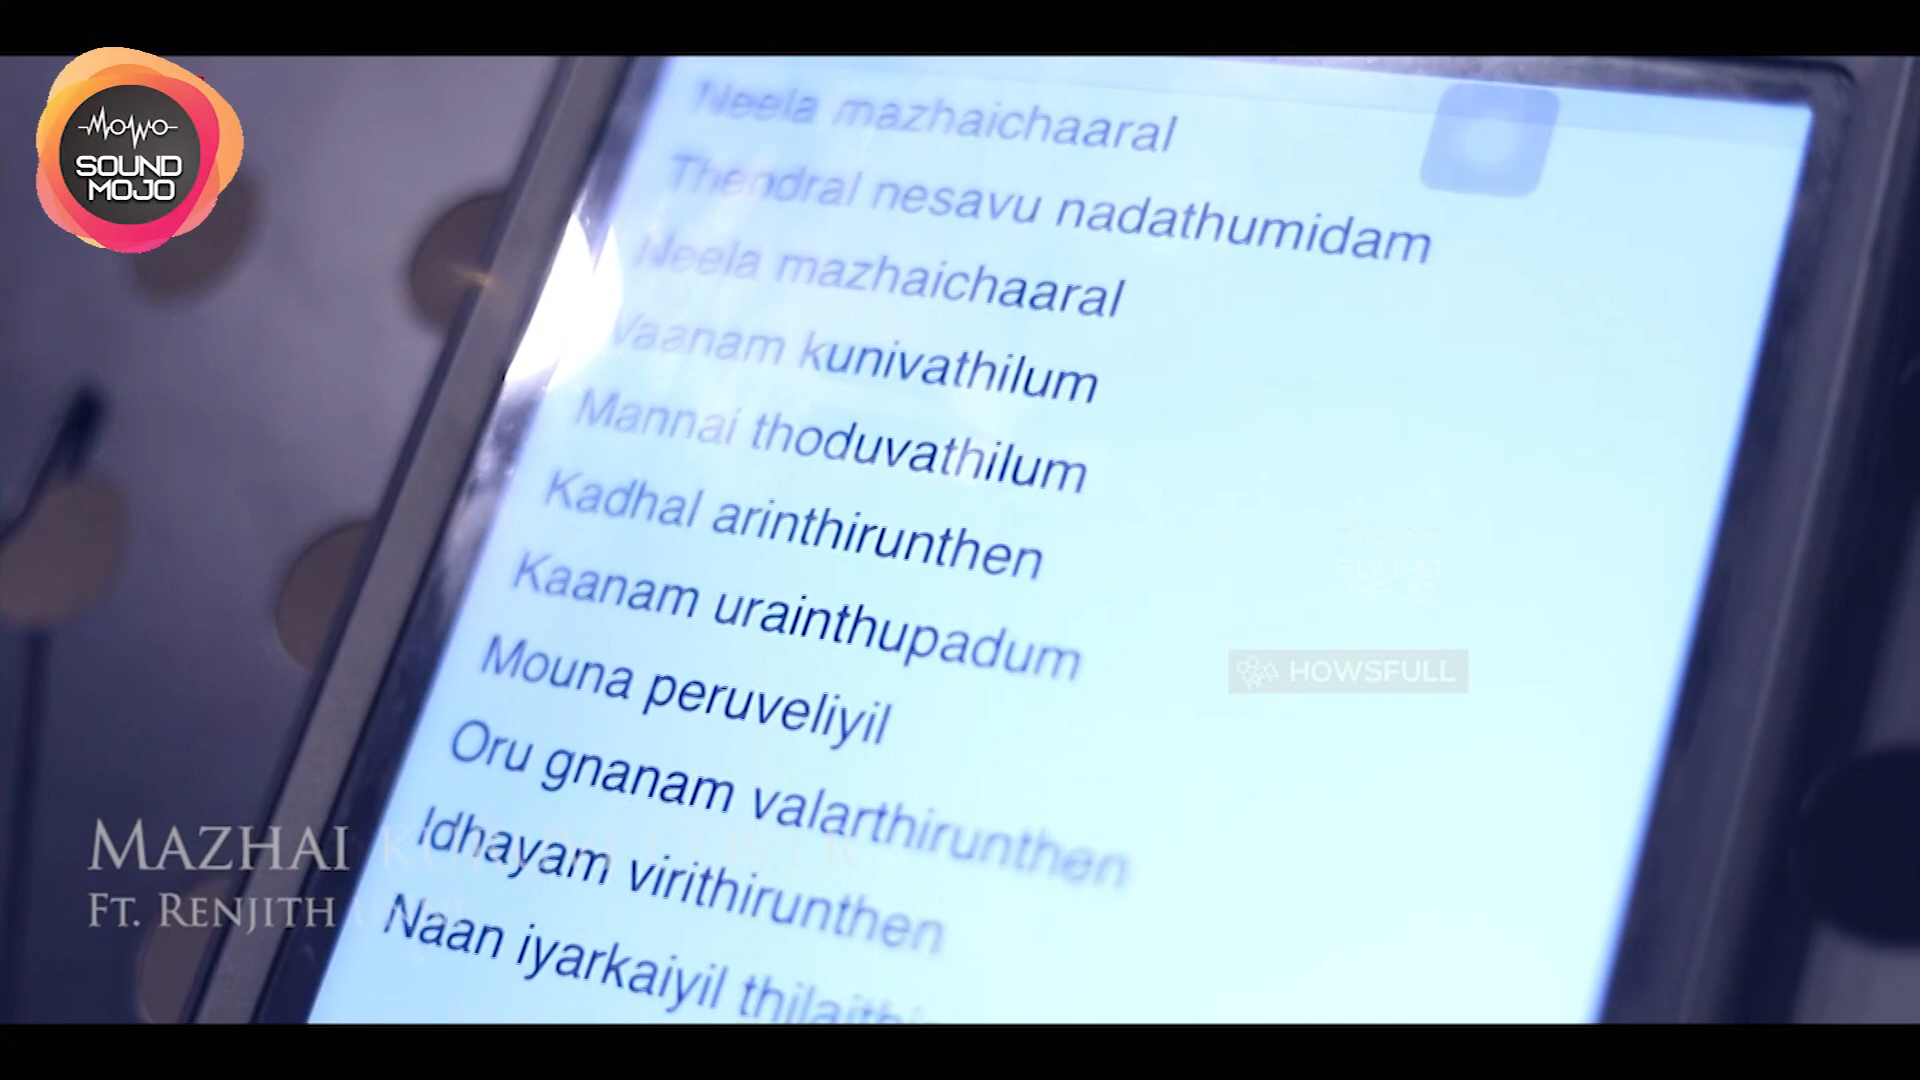 MOWO
SOUND
MOJO
Neela mazhaichaaral
Thendral nesavu nadathumidam
Neela mazhaichaaral
Vaanam kunivathilum
Mannai thoduvathilum
Kadhal arinthirunthen
Kaanam urainthupadum
Mouna peruveliyil
Oru gnanam valarthirunthen
Idhayam virithirunthen
Naan iyarkaiyil
HOWSFULL
MAZHAI
FT. RENJITH